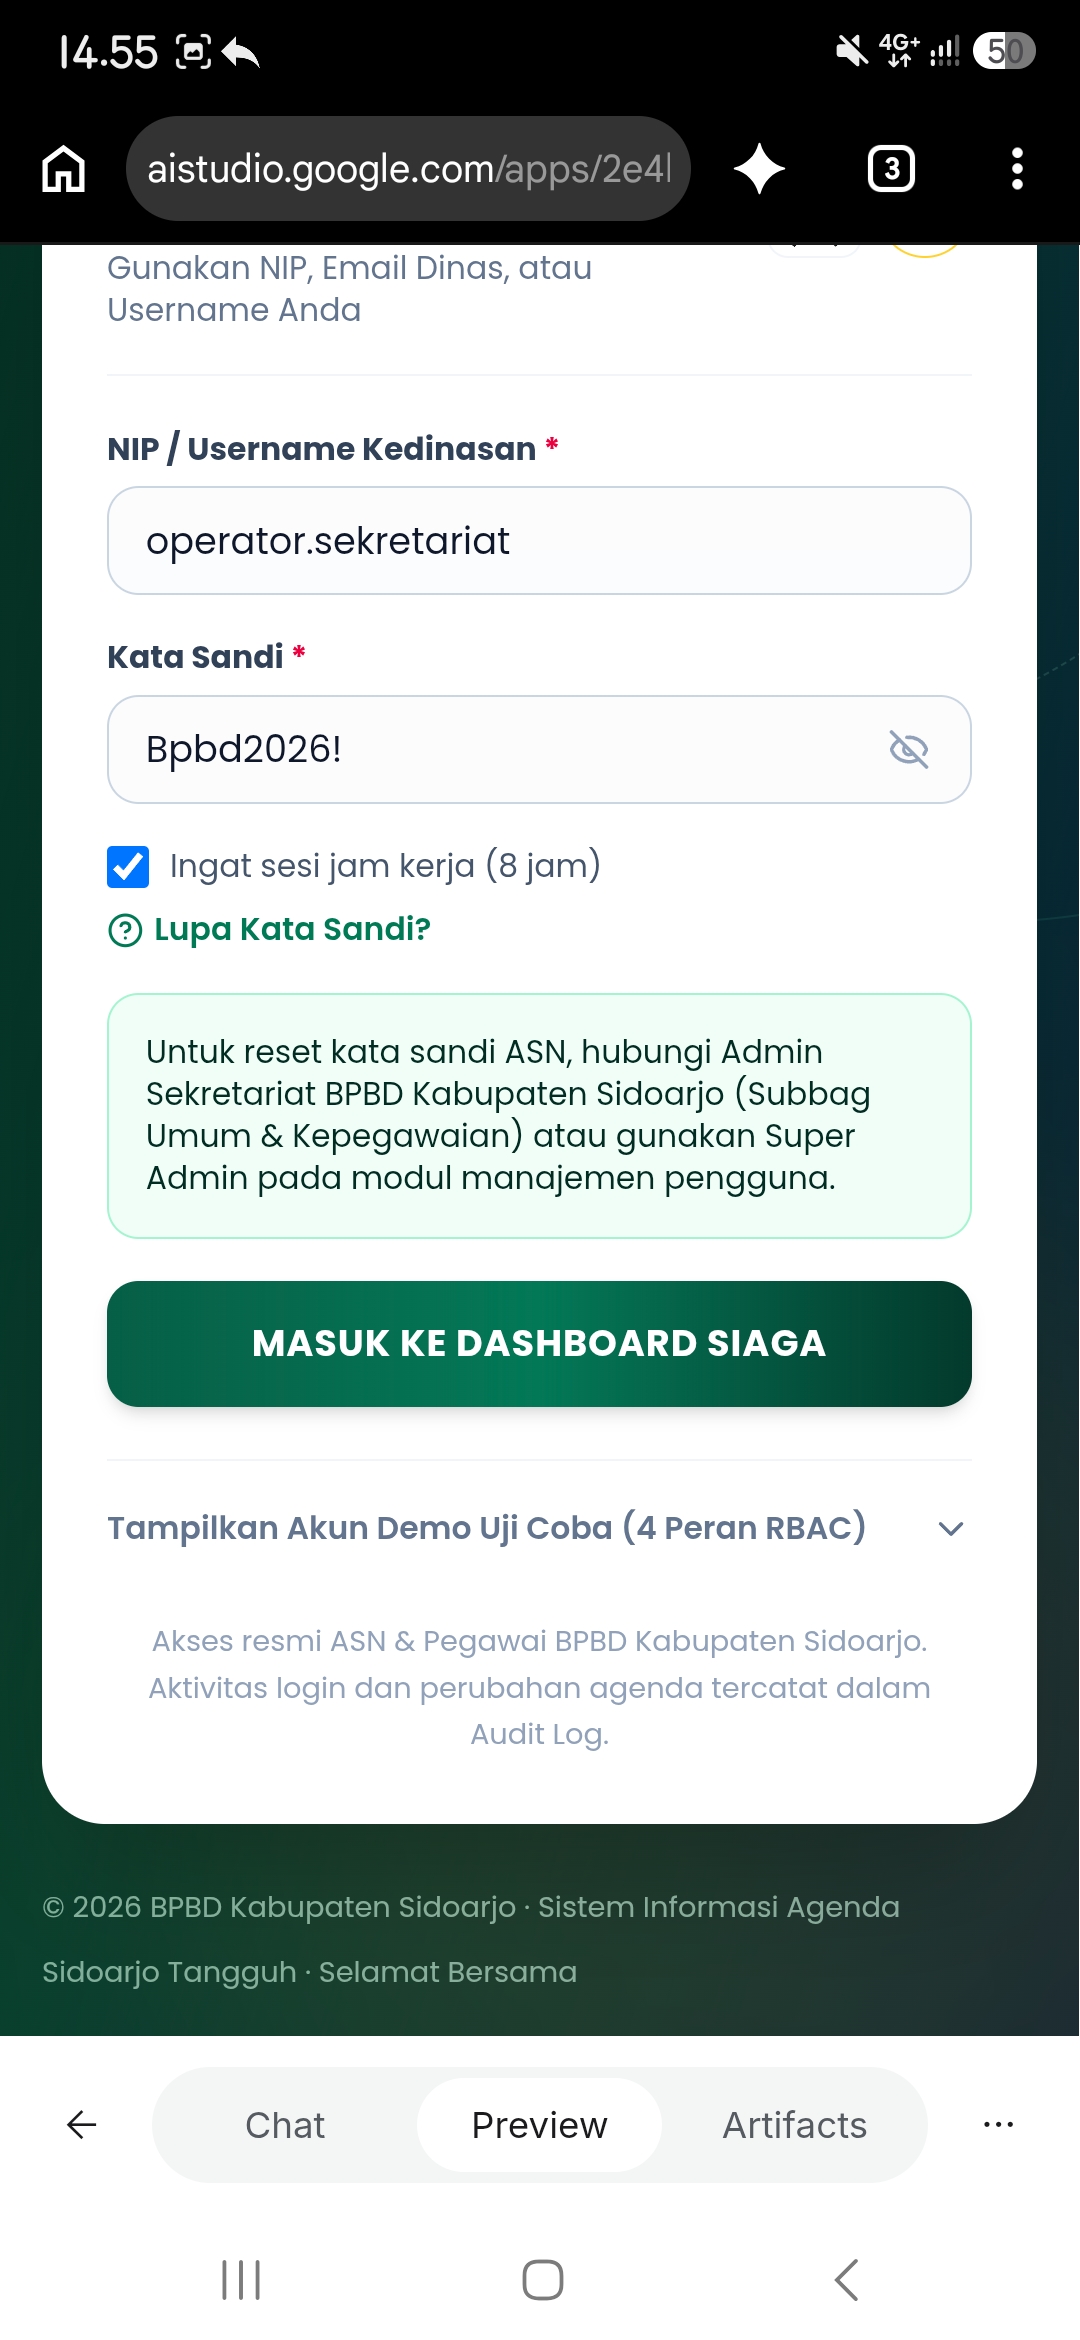 14.55
4G+
50
aistudio.google.com/apps/2e4
3
Gunakan NIP, Email Dinas, atau
Username Anda
NIP / Username Kedinasan *
operator.sekretariat
Kata Sandi *
Bpbd2026!
Ingat sesi jam kerja (8 jam)
Lupa Kata Sandi?
Untuk reset kata sandi ASN, hubungi Admin
Sekretariat BPBD Kabupaten Sidoarjo (Subbag
Umum & Kepegawaian) atau gunakan Super
Admin pada modul manajemen pengguna.
MASUK KE DASHBOARD SIAGA
Tampilkan Akun Demo Uji Coba (4 Peran RBAC)
Akses resmi ASN & Pegawai BPBD Kabupaten Sidoarjo.
Aktivitas login dan perubahan agenda tercatat dalam
Audit Log.
© 2026 BPBD Kabupaten Sidoarjo · Sistem Informasi Agenda
Sidoarjo Tangguh · Selamat Bersama
Chat
Preview
Artifacts